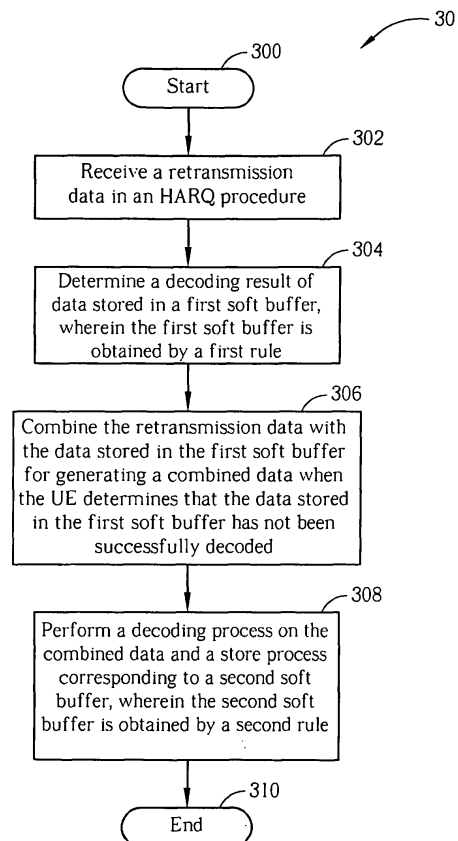 30
300
Start
302
Receive a retransmission
data in an HARQ procedure
304
Determine a decoding result of
data stored in a first soft buffer,
wherein the first soft buffer is
obtained by a first rule
306
Combine the retransmission data with
the data stored in the first soft buffer
for generating a combined data when
the UE determines that the data stored
in the first soft buffer has not been
successfully decoded
308
Perform a decoding process on the
combined data and a store process
corresponding to a second soft
buffer, wherein the second soft
buffer is obtained by a second rule
310
End